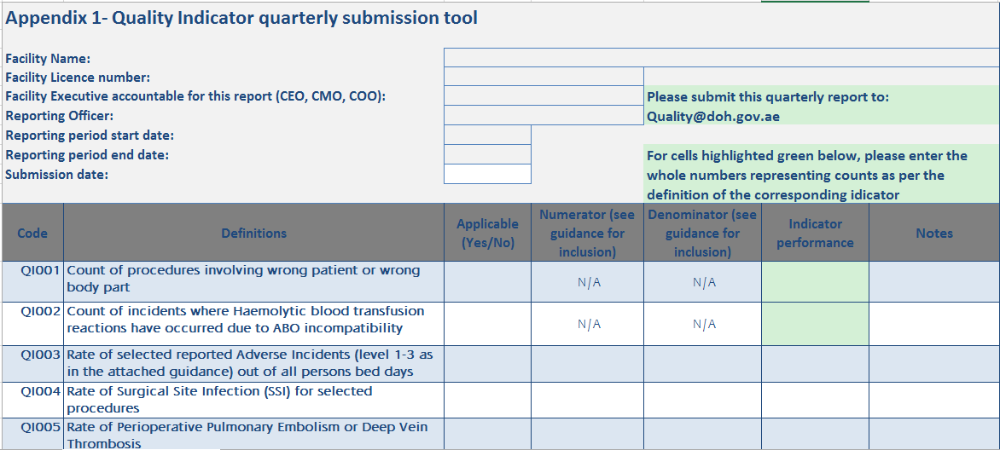 Appendix 1- Quality Indicator quarterly submission tool
Facility Name:
Facility Licence number:
Facility Executive accountable for this report (CEO, CMO, COO):
Reporting Officer:
Reporting period start date:
Reporting period end date:
Submission date:
Please submit this quarterly report to:
Quality@doh.gov.ae
For cells highlighted green below, please enter the
whole numbers representing counts as per the
definition of the corresponding idicator
Code
Definitions
Applicable
(Yes/No)
Numerator (see
guidance for
inclusion)
Denominator (see
guidance for
inclusion)
Indicator
performance
Notes
QI001
Count of procedures involving wrong patient or wrong
body part
N/A
N/A
QI002
Count of incidents where Haemolytic blood transfusion
reactions have occurred due to ABO incompatibility
N/A
N/A
QI003
Rate of selected reported Adverse Incidents (level 1-3 as
in the attached guidance) out of all persons bed days
QI004
Rate of Surgical Site Infection (SSI) for selected
procedures
QI005
Rate of Perioperative Pulmonary Embolism or Deep Vein
Thrombosis